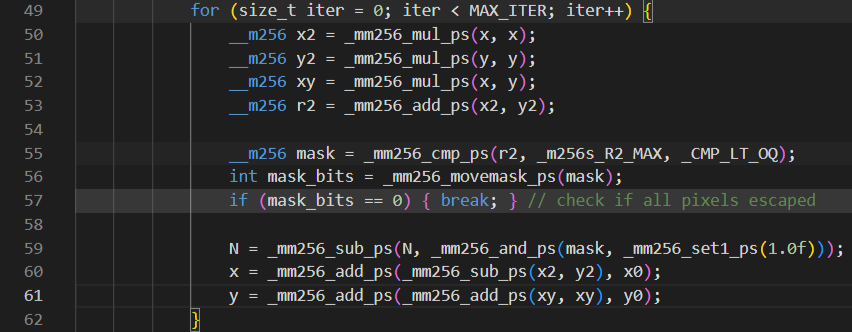 49 for (size_t iter = 0; iter < MAX_ITER; iter++) {
50 __m256 x2 = _mm256_mul_ps(x, x);
51 __m256 y2 = _mm256_mul_ps(y, y);
52 __m256 xy = _mm256_mul_ps(x, y);
53 __m256 r2 = _mm256_add_ps(x2, y2);
54
55 __m256 mask = _mm256_cmp_ps(r2, _m256s_R2_MAX, _CMP_LT_OQ);
56 int mask_bits = _mm256_movemask_ps(mask);
57 if (mask_bits == 0) { break; } // check if all pixels escaped
58
59 N = _mm256_sub_ps(N, _mm256_and_ps(mask, _mm256_set1_ps(1.0f)));
60 x = _mm256_add_ps(_mm256_sub_ps(x2, y2), x0);
61 y = _mm256_add_ps(_mm256_add_ps(xy, xy), y0);
62 }